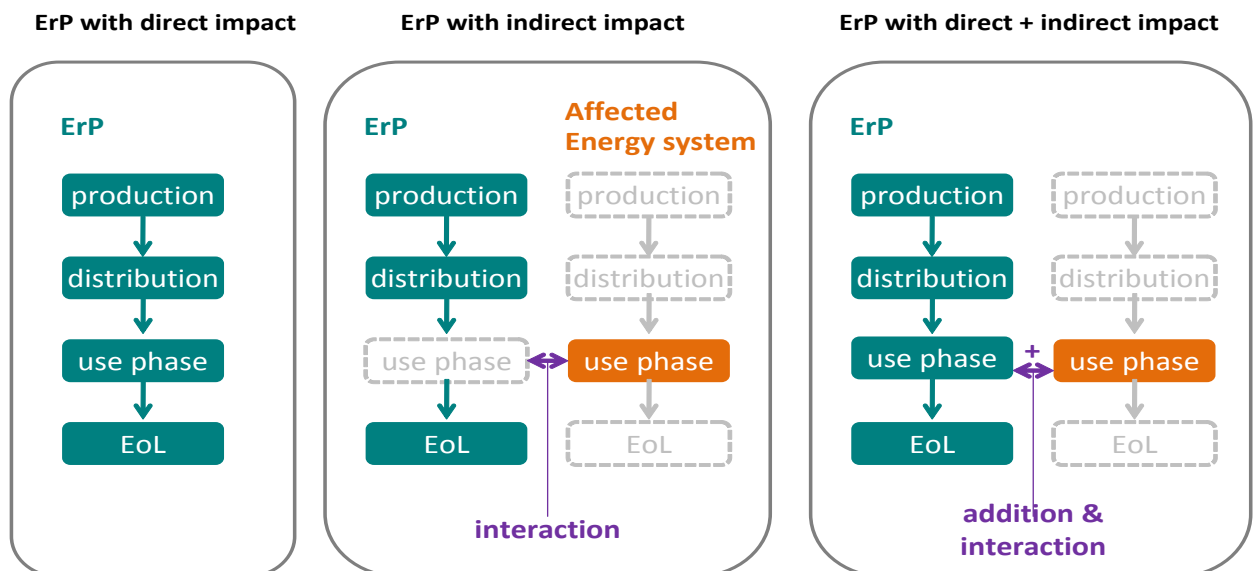 ErP with direct impact
ErP
production
distribution
use phase
EoL
ErP with indirect impact
ErP
Affected
Energy system
production
production
distribution
distribution
use phase
use phase
EoL
EoL
interaction
ErP with direct + indirect impact
ErP
production
production
distribution
distribution
use phase
+
use phase
EoL
EoL
addition &
interaction